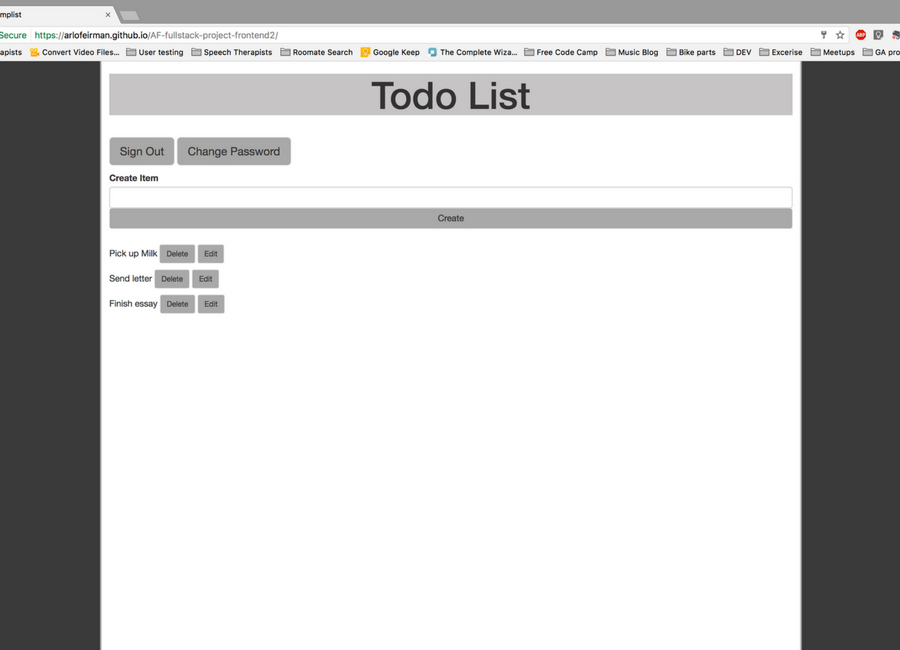 mplist
Secure https://arlofeirman.github.io/AF-fullstack-project-frontend2/
apists Convert Video Files... User testing Speech Therapists Roomate Search Google Keep The Complete Wiza... Free Code Camp Music Blog Bike parts DEV Excerise Meetups GA pro
Todo List
Sign Out Change Password
Create Item
Create
Pick up Milk Delete Edit
Send letter Delete Edit
Finish essay Delete Edit